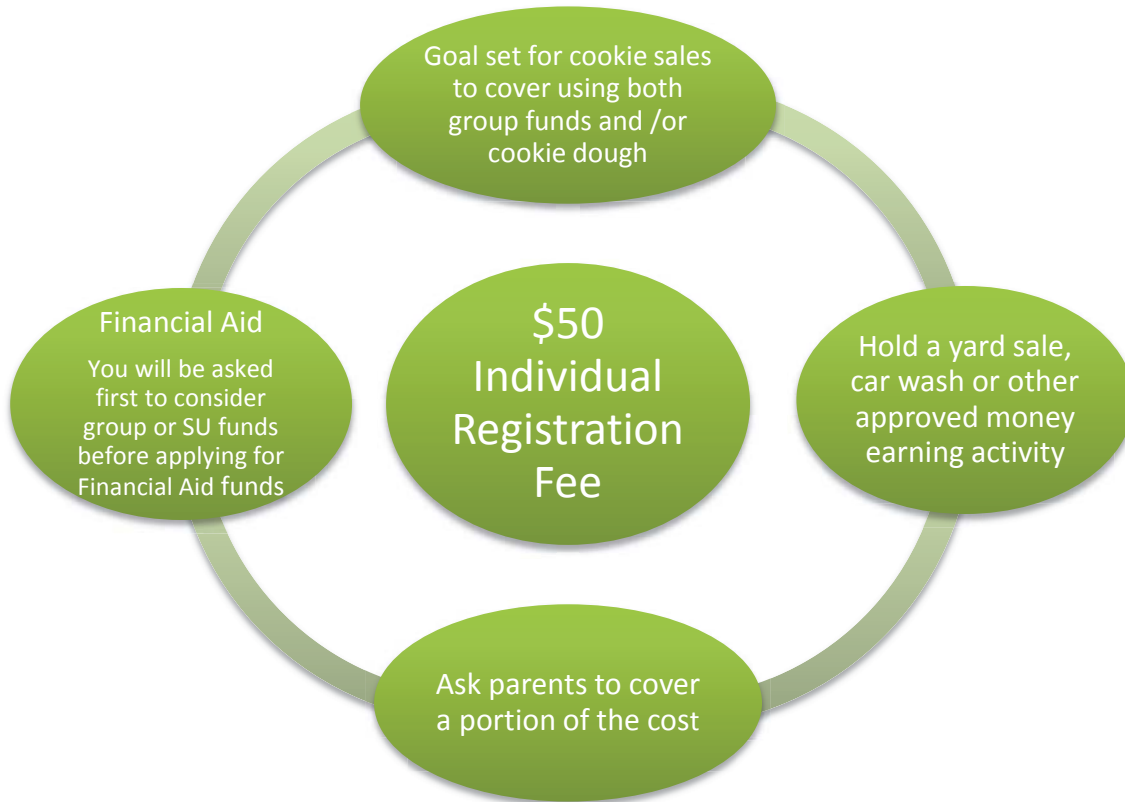 Goal set for cookie sales
to cover using both
group funds and /or
cookie dough
Financial Aid
You will be asked
first to consider
group or SU funds
before applying for
Financial Aid funds
$50
Individual
Registration
Fee
Hold a yard sale,
car wash or other
approved money
earning activity
Ask parents to cover
a portion of the cost